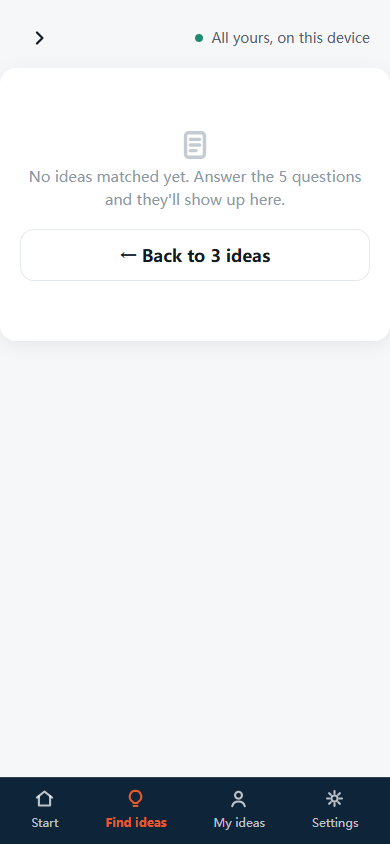 All yours, on this device
No ideas matched yet. Answer the 5 questions
and they'll show up here.
← Back to 3 ideas
Start
Find ideas
My ideas
Settings